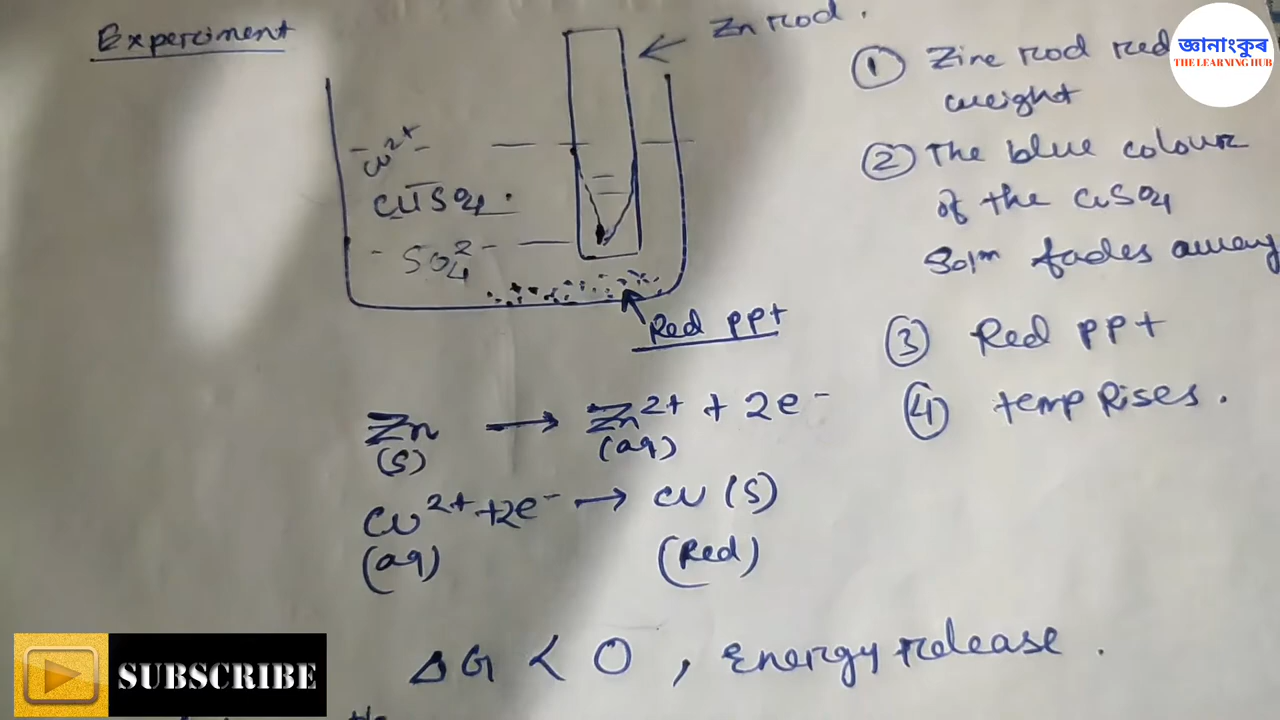 Experiment
Zn rod.
Cu2+
CuSO4.
SO4 2-
Red ppt
Zn → Zn2+ + 2e-
(s) (aq)
Cu2+ + 2e- → Cu (s)
(aq) (Red)
ΔG < 0, Energy release.
① Zinc rod red
weight
② The blue colour
of the CuSO4
Soln fades away
③ Red ppt
④ temp rises.
জ্ঞানাংকুৰ
THE LEARNING HUB
SUBSCRIBE